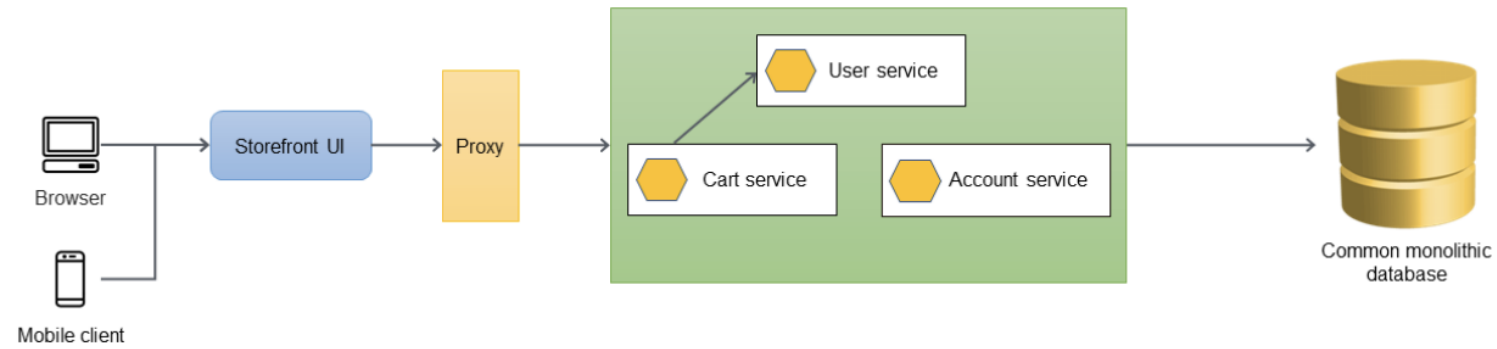 Browser
Mobile client
Storefront UI
Proxy
User service
Cart service
Account service
Common monolithic
database